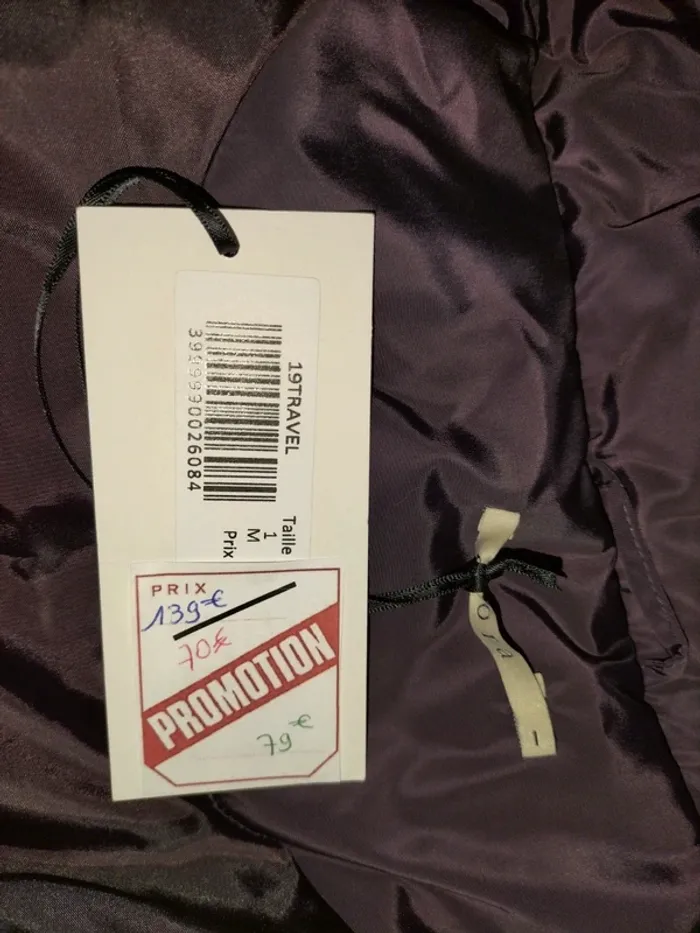 19TRAVEL
3999990026084
Taille
1
M
Prix
PRIX
139€
70€
PROMOTION
79€